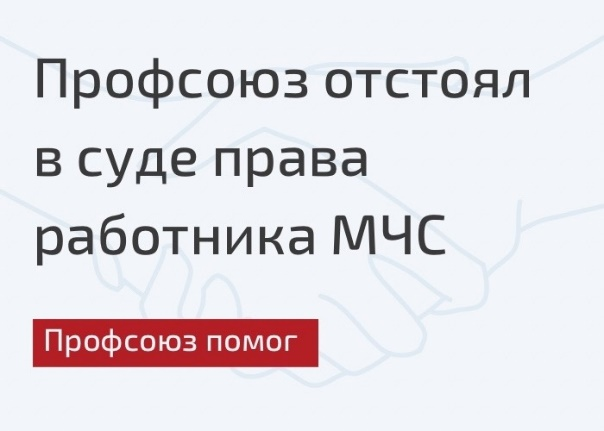 Профсоюз отстоял
в суде права
работника МЧС
Профсоюз помог